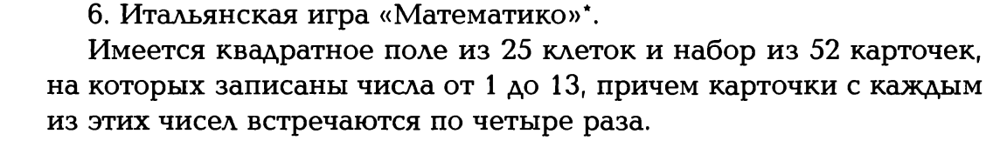 6. Итальянская игра «Математико»*.
Имеется квадратное поле из 25 клеток и набор из 52 карточек,
на которых записаны числа от 1 до 13, причем карточки с каждым
из этих чисел встречаются по четыре раза.